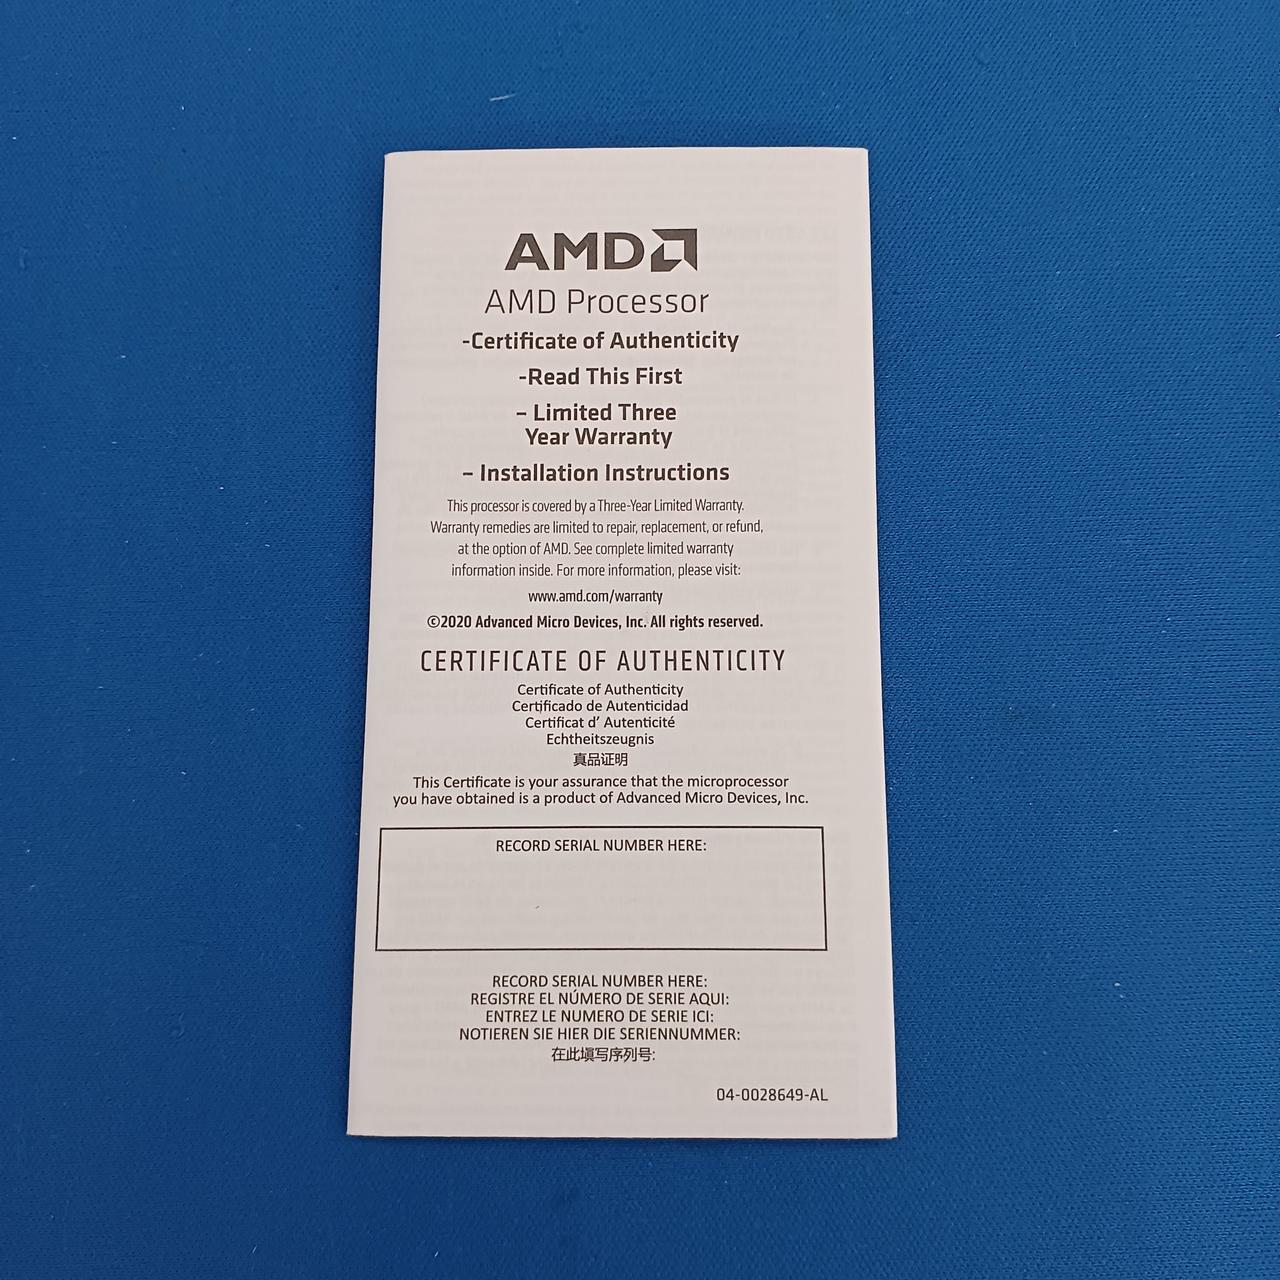 AMD
AMD Processor
-Certificate of Authenticity
-Read This First
– Limited Three
Year Warranty
– Installation Instructions
This processor is covered by a Three-Year Limited Warranty.
Warranty remedies are limited to repair, replacement, or refund,
at the option of AMD. See complete limited warranty
information inside. For more information, please visit:
www.amd.com/warranty
©2020 Advanced Micro Devices, Inc. All rights reserved.
CERTIFICATE OF AUTHENTICITY
Certificate of Authenticity
Certificado de Autenticidad
Certificat d’ Autenticité
Echtheitszeugnis
真品证明
This Certificate is your assurance that the microprocessor
you have obtained is a product of Advanced Micro Devices, Inc.
RECORD SERIAL NUMBER HERE:
RECORD SERIAL NUMBER HERE:
REGISTRE EL NÚMERO DE SERIE AQUI:
ENTREZ LE NUMERO DE SERIE ICI:
NOTIEREN SIE HIER DIE SERIENNUMMER:
在此填写序列号:
04-0028649-AL